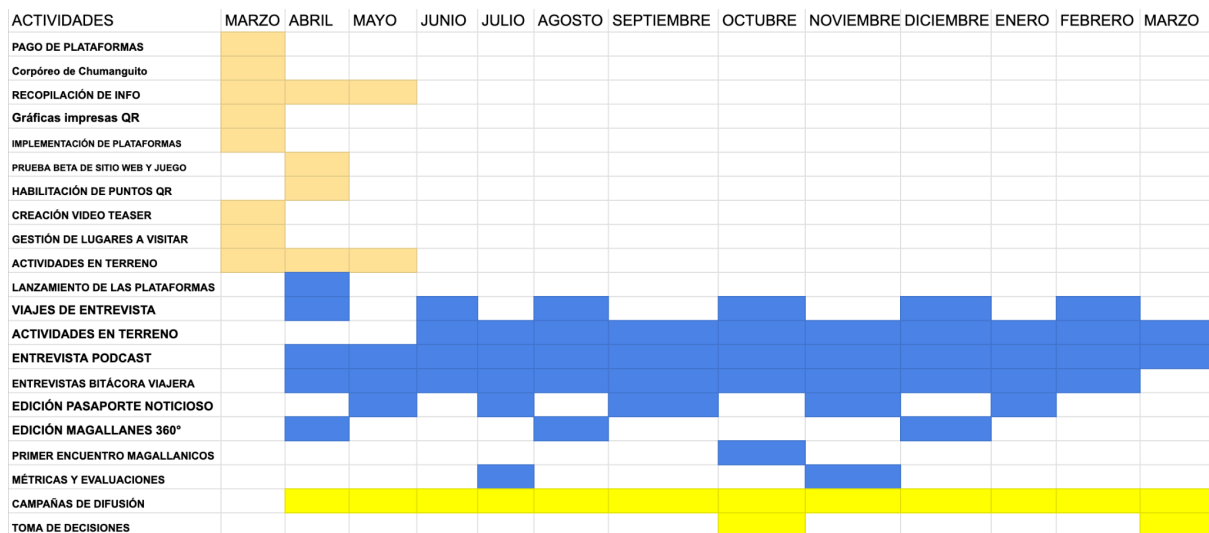 ACTIVIDADES MARZO ABRIL MAYO JUNIO JULIO AGOSTO SEPTIEMBRE OCTUBRE NOVIEMBRE DICIEMBRE ENERO FEBRERO MARZO
PAGO DE PLATAFORMAS
Corpóreo de Chumanguito
RECOPILACIÓN DE INFO
Gráficas impresas QR
IMPLEMENTACIÓN DE PLATAFORMAS
PRUEBA BETA DE SITIO WEB Y JUEGO
HABILITACIÓN DE PUNTOS QR
CREACIÓN VIDEO TEASER
GESTIÓN DE LUGARES A VISITAR
ACTIVIDADES EN TERRENO
LANZAMIENTO DE LAS PLATAFORMAS
VIAJES DE ENTREVISTA
ACTIVIDADES EN TERRENO
ENTREVISTA PODCAST
ENTREVISTAS BITÁCORA VIAJERA
EDICIÓN PASAPORTE NOTICIOSO
EDICIÓN MAGALLANES 360°
PRIMER ENCUENTRO MAGALLANICOS
MÉTRICAS Y EVALUACIONES
CAMPAÑAS DE DIFUSIÓN
TOMA DE DECISIONES